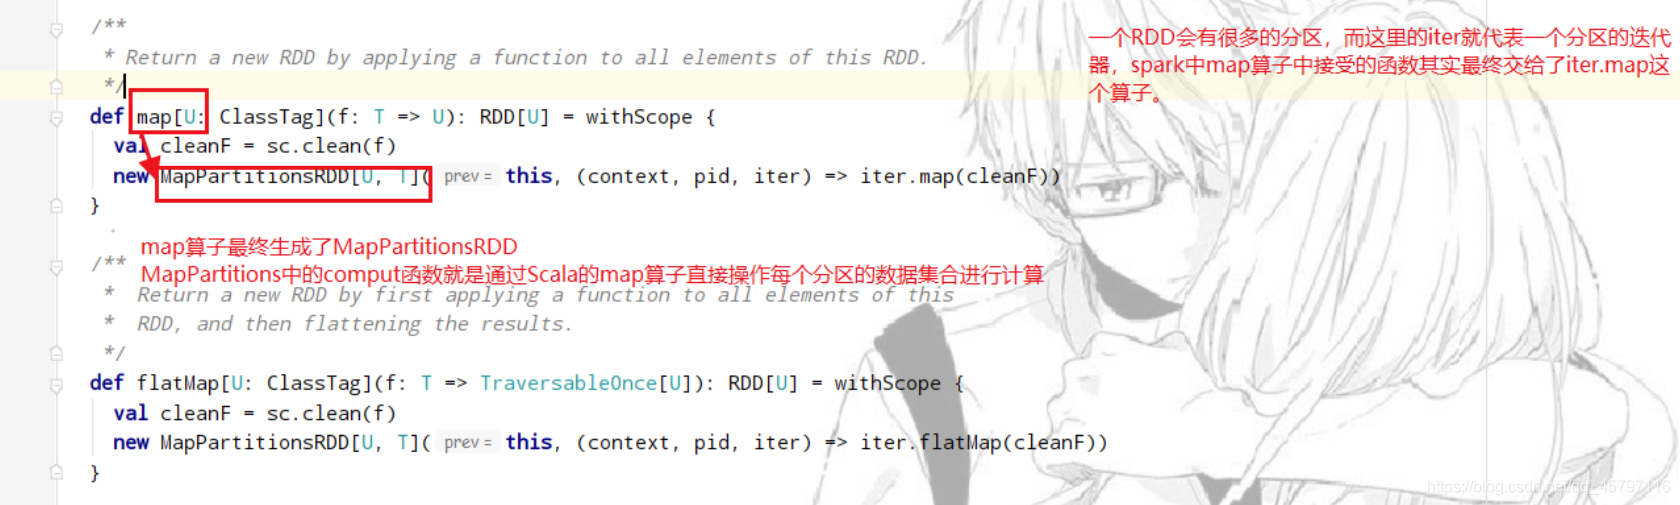 /**
* Return a new RDD by applying a function to all elements of this RDD.
*/
def map[U: ClassTag](f: T => U): RDD[U] = withScope {
val cleanF = sc.clean(f)
new MapPartitionsRDD[U, T]( prev = this, (context, pid, iter) => iter.map(cleanF))
}
一个RDD会有很多的分区，而这里的iter就代表一个分区的迭代
器，spark中map算子中接受的函数其实最终交给了iter.map这
个算子。
map算子最终生成了MapPartitionsRDD
/**
MapPartitions中的comput函数就是通过Scala的map算子直接操作每个分区的数据集合进行计算
* Return a new RDD by first applying a function to all elements of this
* RDD, and then flattening the results.
*/
def flatMap[U: ClassTag](f: T => TraversableOnce[U]): RDD[U] = withScope {
val cleanF = sc.clean(f)
new MapPartitionsRDD[U, T]( prev = this, (context, pid, iter) => iter.flatMap(cleanF))
}
https://blog.csdn.net/qq_45797116